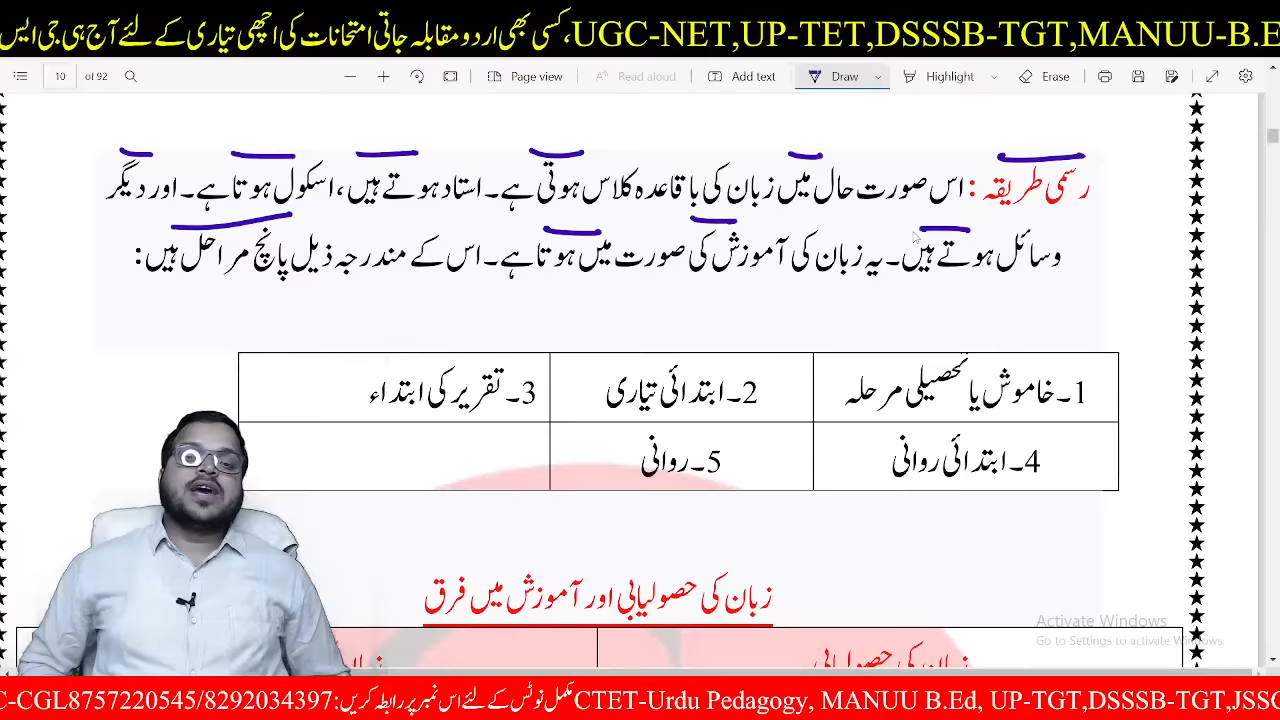 UGC-NET,UP-TET,DSSSB-TGT,MANUU-B.E، کسی بھی اردو مقابلہ جاتی امتحانات کی اچھی تیاری کے لئے آج ہی جی ایس
10 of 92 Page view Read aloud Add text Draw Highlight Erase
رسمی طریقہ: اس صورت حال میں زبان کی باقاعدہ کلاس ہوتی ہے۔ استاد ہوتے ہیں، اسکول ہوتا ہے۔ اور دیگر
وسائل ہوتے ہیں۔ یہ زبان کی آموزش کی صورت میں ہوتا ہے۔ اس کے مندرجہ ذیل پانچ مراحل ہیں:
1۔ خاموش یا تحصیلی مرحلہ 2۔ ابتدائی تیاری 3۔ تقریر کی ابتداء
4۔ ابتدائی روانی 5۔ روانی
زبان کی حصولیابی اور آموزش میں فرق
Activate Windows
Go to Settings to activate Windows.
C-CGL8757220545/8292034397:مکمل نوٹس کے لئے اس نمبر پر رابطہ کریں CTET-Urdu Pedagogy, MANUU B.Ed, UP-TGT,DSSSB-TGT,JSSC